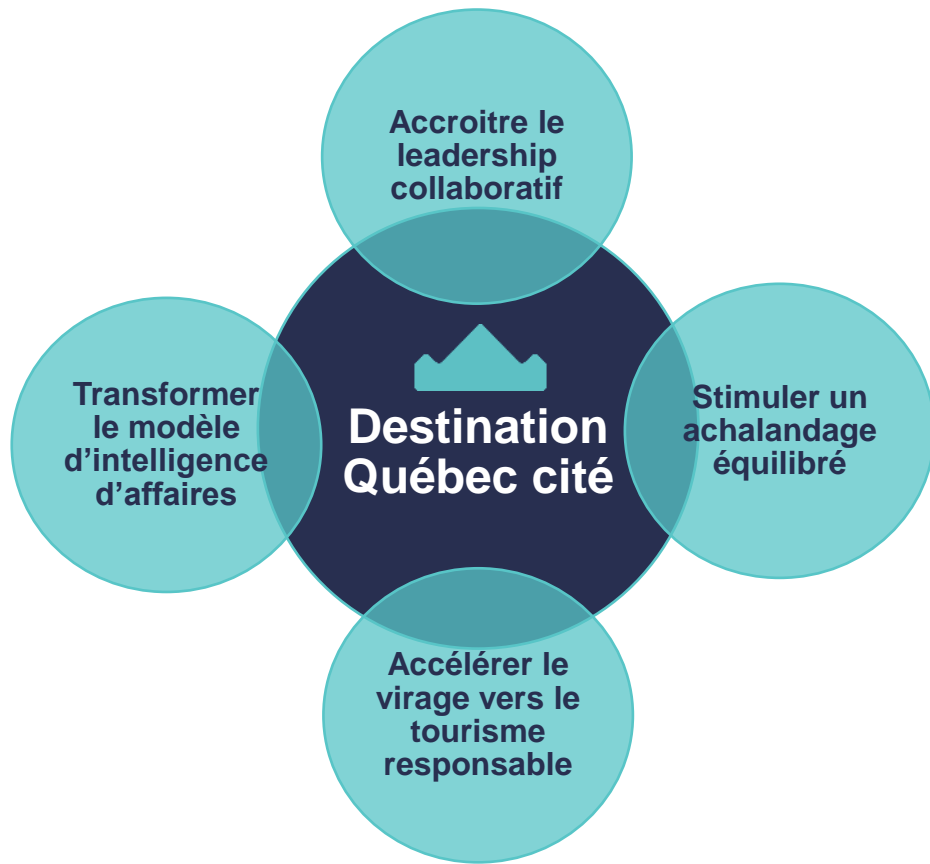 Accroitre le
leadership
collaboratif
Transformer
le modèle
d'intelligence
d'affaires
Destination
Québec cité
Stimuler un
achalandage
équilibré
Accélérer le
virage vers le
tourisme
responsable